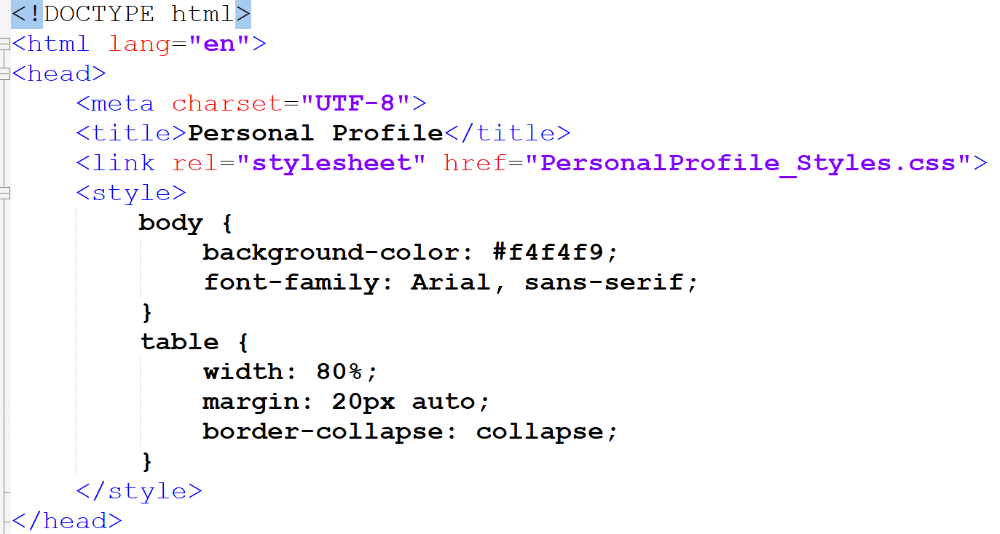 <!DOCTYPE html>
<html lang="en">
<head>
    <meta charset="UTF-8">
    <title>Personal Profile</title>
    <link rel="stylesheet" href="PersonalProfile_Styles.css">
    <style>
        body {
            background-color: #f4f4f9;
            font-family: Arial, sans-serif;
        }
        table {
            width: 80%;
            margin: 20px auto;
            border-collapse: collapse;
        }
    </style>
</head>